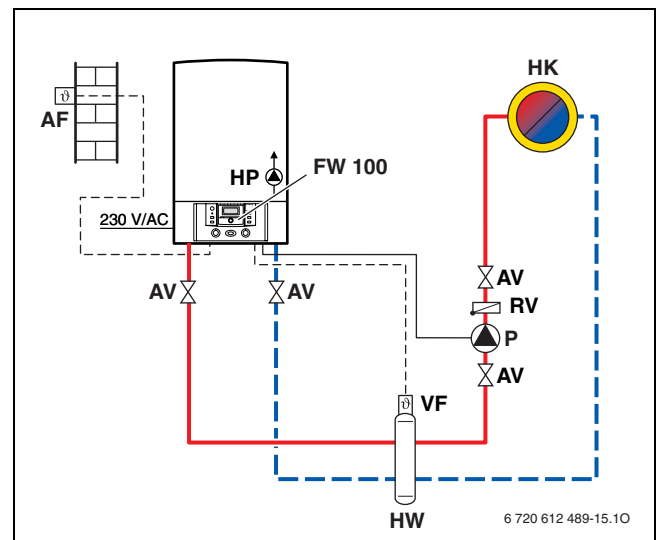 HK
ϑ
AF
HP
FW 100
230 V/AC
AV
AV
AV
RV
P
AV
ϑ
VF
HW
6 720 612 489-15.1O